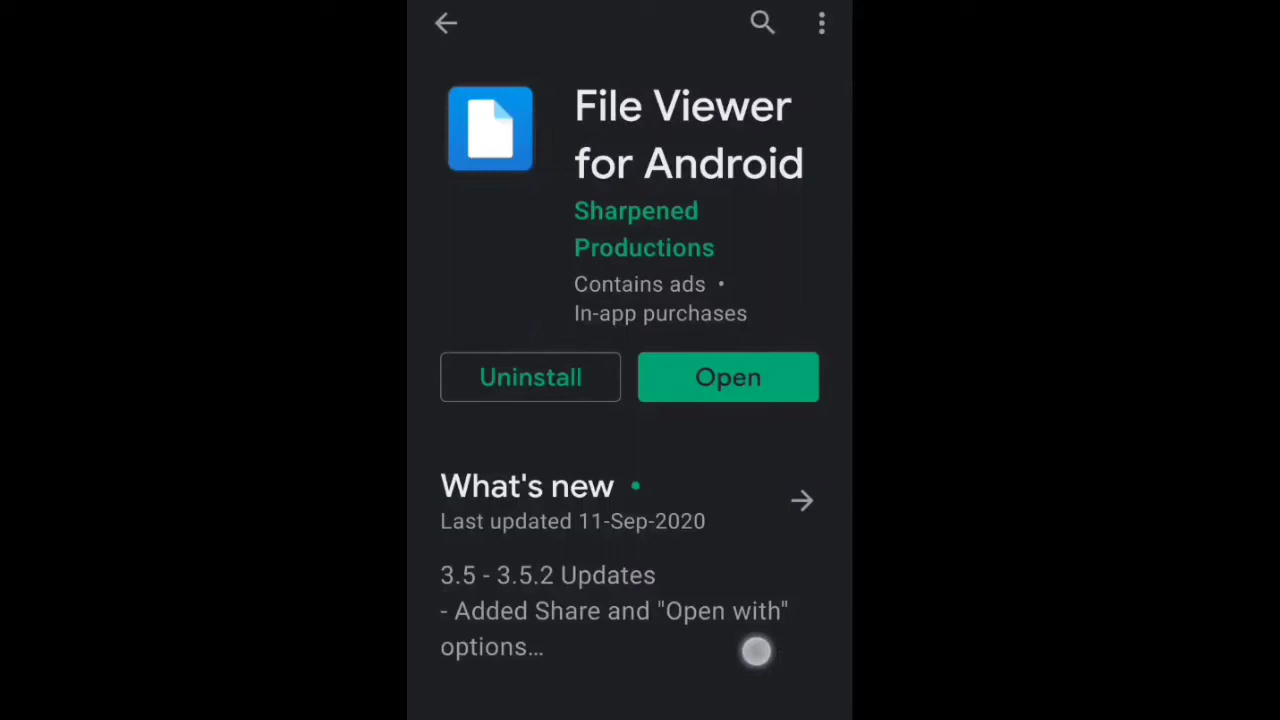 File Viewer
for Android
Sharpened
Productions
Contains ads •
In-app purchases
Uninstall
Open
What's new •
Last updated 11-Sep-2020
3.5 - 3.5.2 Updates
- Added Share and "Open with"
options...